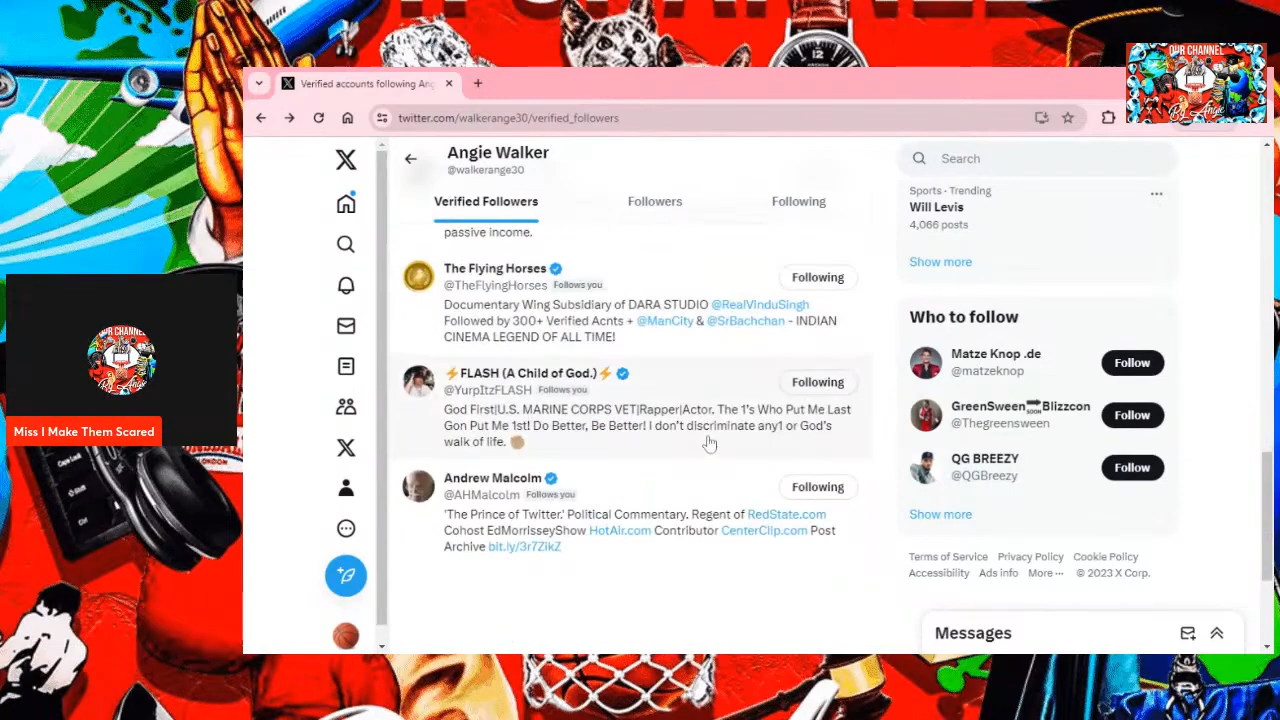 OUR CHANNEL
By Angie
Verified accounts following Ang
twitter.com/walkerange30/verified_followers
Angie Walker
@walkerange30
Verified Followers
Followers
Following
passive income.
The Flying Horses
@TheFlyingHorses Follows you
Following
Documentary Wing Subsidiary of DARA STUDIO @RealVinduSingh
Followed by 300+ Verified Acnts + @ManCity & @SrBachchan - INDIAN
CINEMA LEGEND OF ALL TIME!
⚡FLASH (A Child of God.)⚡
@YurpItzFLASH Follows you
Following
God First|U.S. MARINE CORPS VET|Rapper|Actor. The 1's Who Put Me Last
Gon Put Me 1st! Do Better, Be Better! I don't discriminate any1 or God's
walk of life. ✊🏽
Andrew Malcolm
@AHMalcolm Follows you
Following
'The Prince of Twitter.' Political Commentary. Regent of RedState.com
Cohost EdMorrisseyShow HotAir.com Contributor CenterClip.com Post
Archive bit.ly/3r7ZikZ
Search
Sports · Trending
Will Levis
4,066 posts
Show more
Who to follow
Matze Knop .de
@matzeknop
Follow
GreenSween🔜Blizzcon
@Thegreensween
Follow
QG BREEZY
@QGBreezy
Follow
Show more
Terms of Service Privacy Policy Cookie Policy
Accessibility Ads info More ··· © 2023 X Corp.
Messages
OUR CHANNEL
Miss I Make Them Scared
LONDON
12